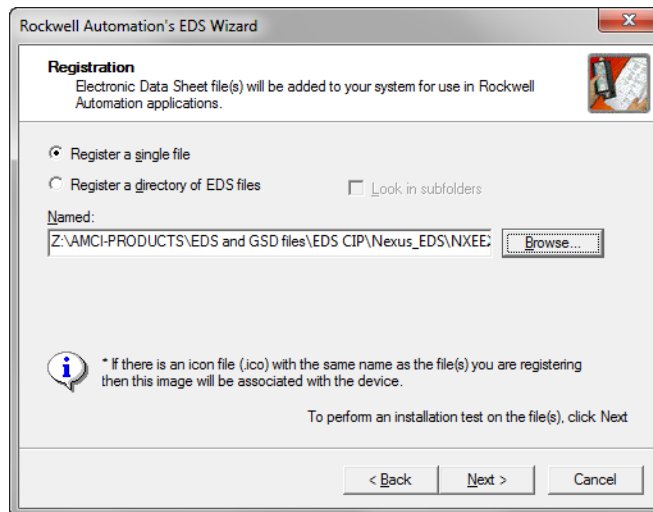 Rockwell Automation's EDS Wizard
Registration
Electronic Data Sheet file(s) will be added to your system for use in Rockwell
Automation applications.
Register a single file
Register a directory of EDS files
Look in subfolders
Named:
Z:\AMCI-PRODUCTS\EDS and GSD files\EDS CIP\Nexus_EDS\NXEE
Browse...
* If there is an icon file (.ico) with the same name as the file(s) you are registering
then this image will be associated with the device.
To perform an installation test on the file(s), click Next
< Back
Next >
Cancel